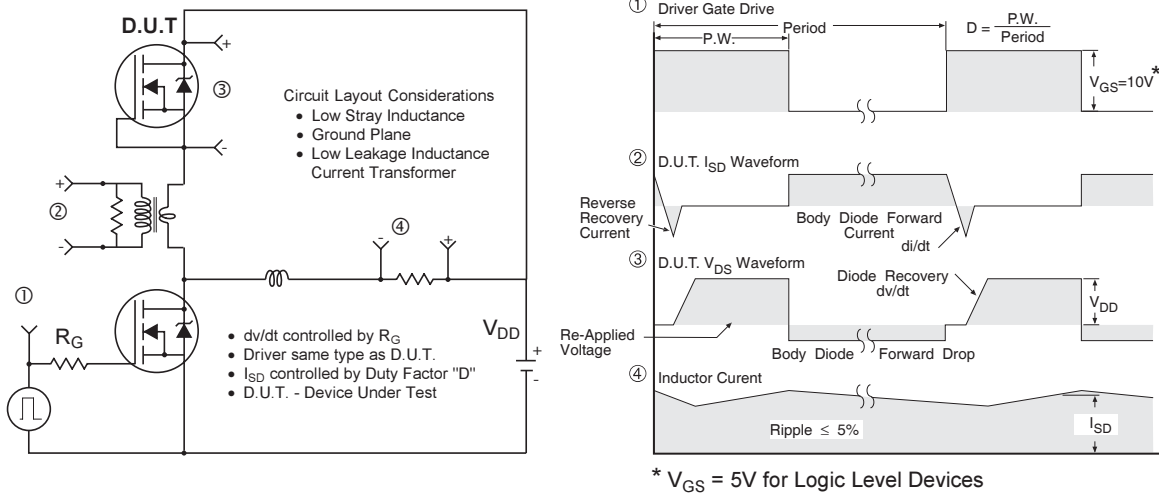 D.U.T
+
③
-
Circuit Layout Considerations
• Low Stray Inductance
• Ground Plane
• Low Leakage Inductance
Current Transformer
+
②
-
④
-
+
①
R_G
V_DD
+
-
• dv/dt controlled by R_G
• Driver same type as D.U.T.
• I_SD controlled by Duty Factor "D"
• D.U.T. - Device Under Test
① Driver Gate Drive
Period
P.W.
D = P.W.
Period
V_GS=10V*
② D.U.T. I_SD Waveform
Reverse
Recovery
Current
Body Diode Forward
Current
di/dt
③ D.U.T. V_DS Waveform
Diode Recovery
dv/dt
V_DD
Re-Applied
Voltage
Body Diode Forward Drop
④ Inductor Curent
Ripple ≤ 5%
I_SD
* V_GS = 5V for Logic Level Devices